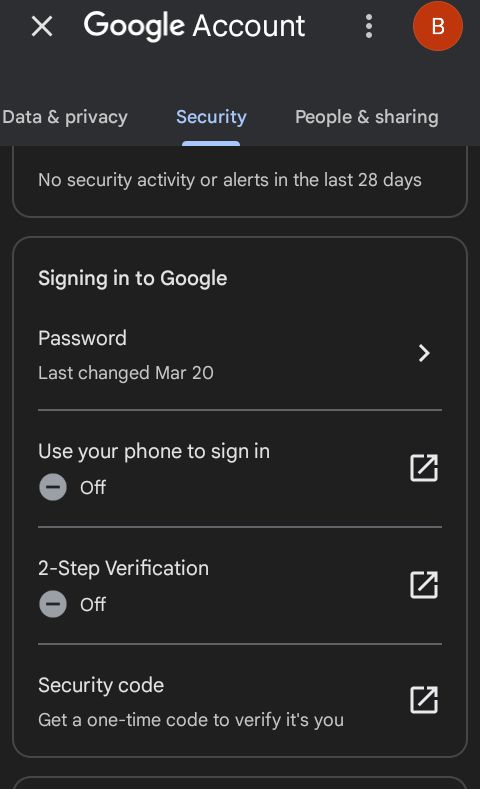 Google Account
B
Data & privacy
Security
People & sharing
No security activity or alerts in the last 28 days
Signing in to Google
Password
Last changed Mar 20
Use your phone to sign in
Off
2-Step Verification
Off
Security code
Get a one-time code to verify it's you